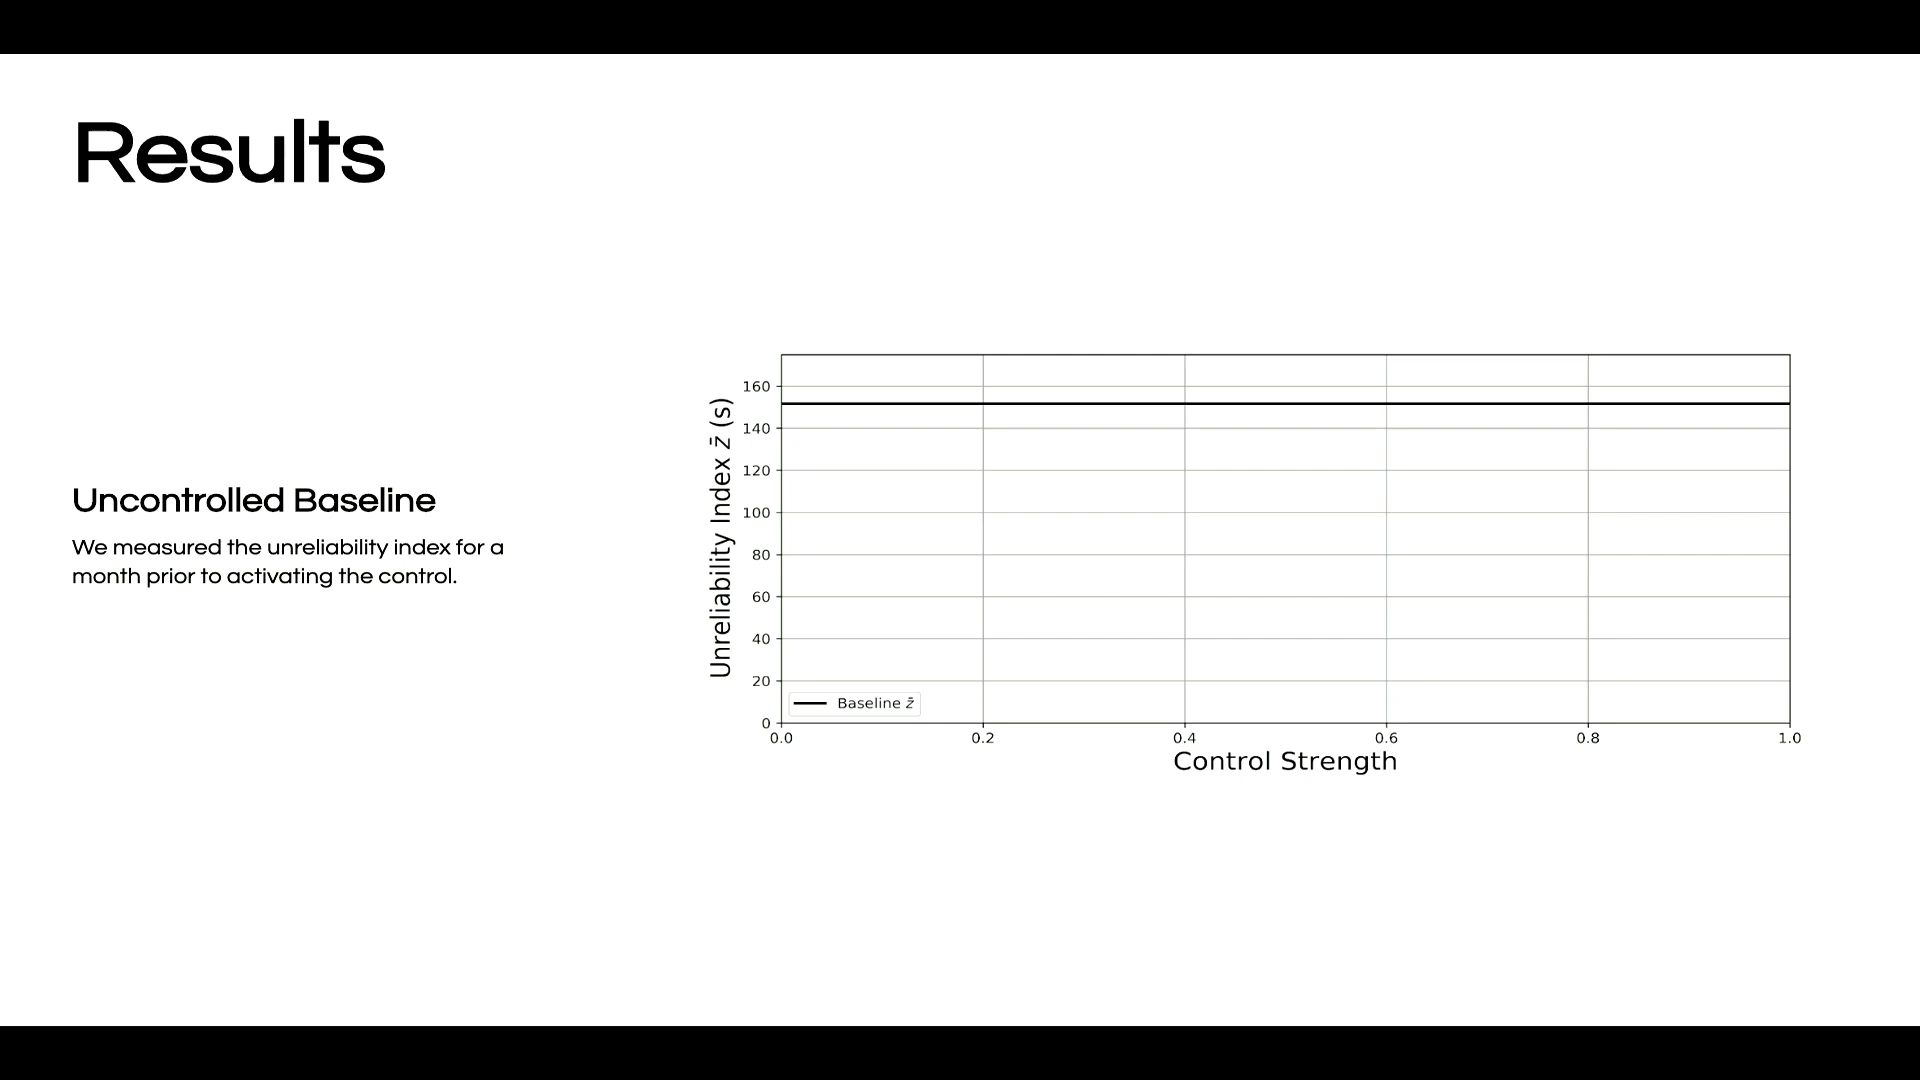 Results
Uncontrolled Baseline
We measured the unreliability index for a
month prior to activating the control.
Unreliability Index z̄ (s)
160
140
120
100
80
60
40
20
0
Baseline z̄
0.0 0.2 0.4 0.6 0.8 1.0
Control Strength